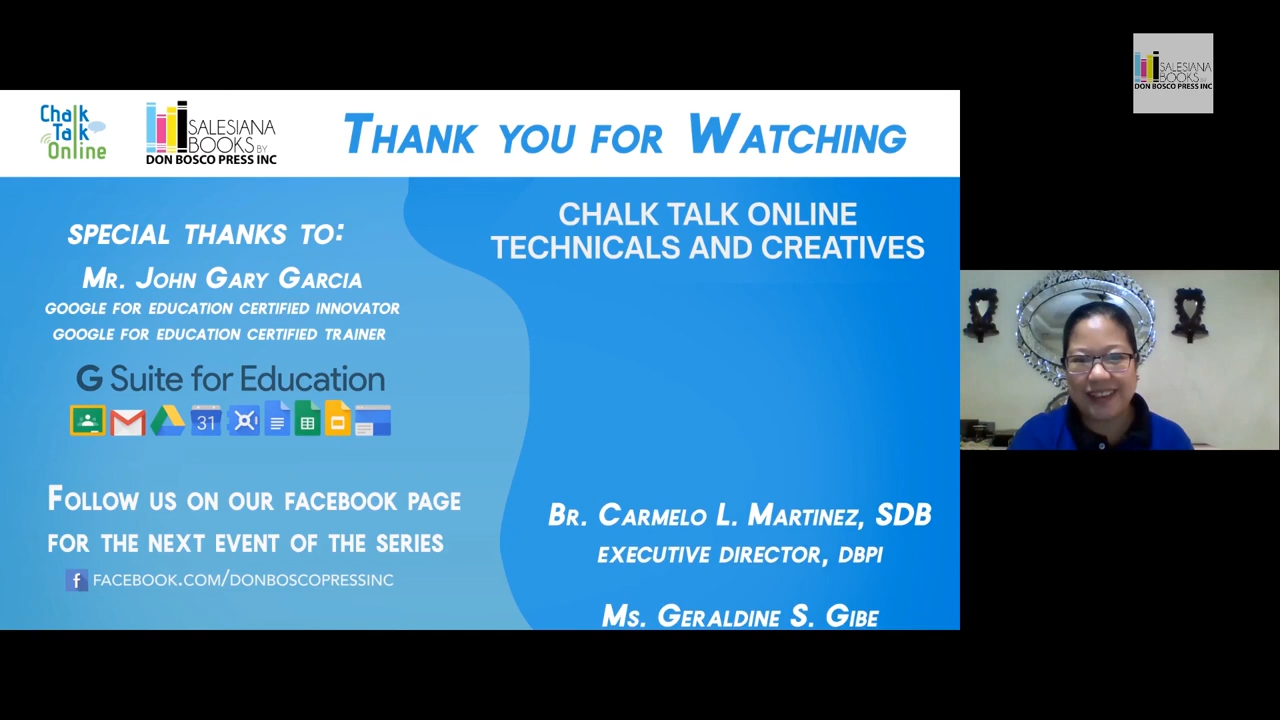 Chalk
Talk
Online
SALESIANA
BOOKS BY
DON BOSCO PRESS INC
THANK YOU FOR WATCHING
SPECIAL THANKS TO:
MR. JOHN GARY GARCIA
GOOGLE FOR EDUCATION CERTIFIED INNOVATOR
GOOGLE FOR EDUCATION CERTIFIED TRAINER
G Suite for Education
31
FOLLOW US ON OUR FACEBOOK PAGE
FOR THE NEXT EVENT OF THE SERIES
f FACEBOOK.COM/DONBOSCOPRESSINC
CHALK TALK ONLINE
TECHNICALS AND CREATIVES
BR. CARMELO L. MARTINEZ, SDB
EXECUTIVE DIRECTOR, DBPI
MS. GERALDINE S. GIBE
SALESIANA
BOOKS BY
DON BOSCO PRESS INC